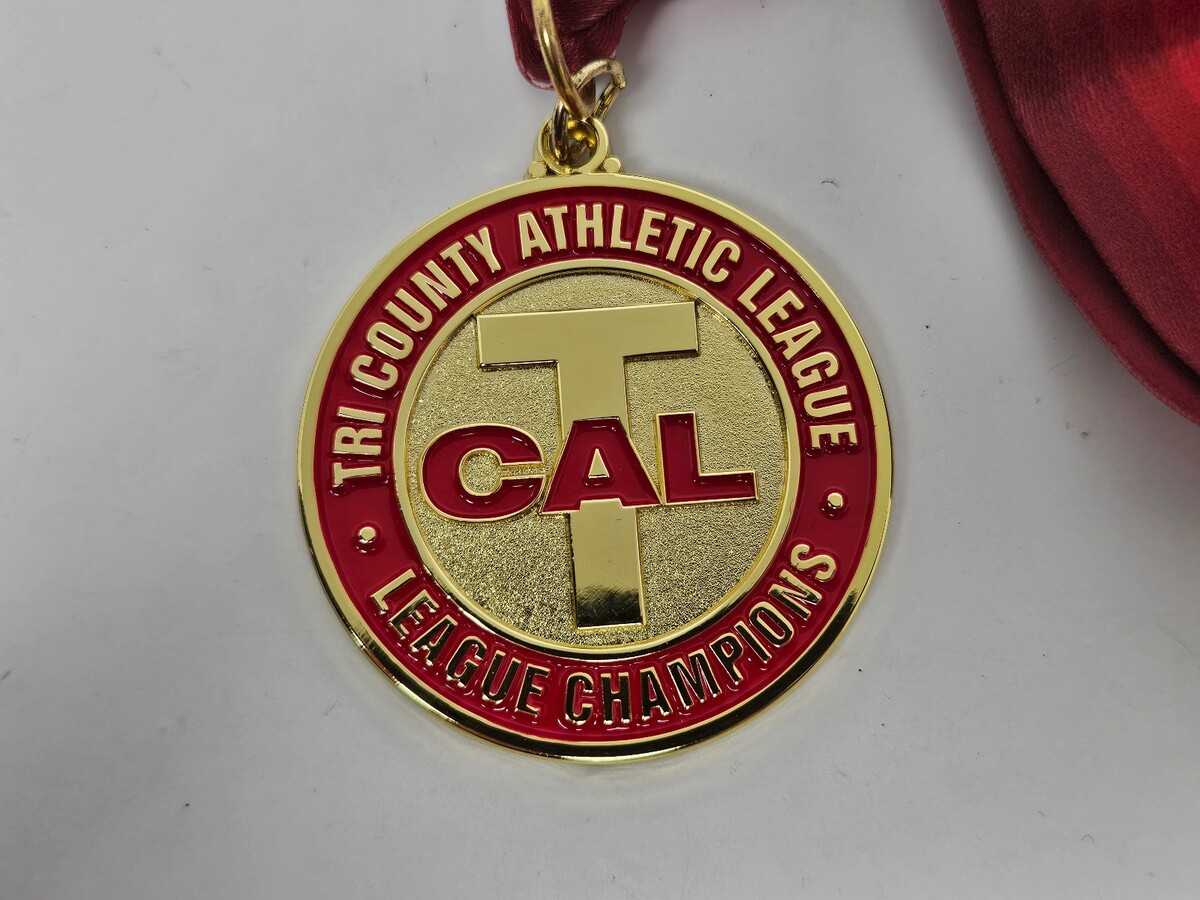 TRI COUNTY ATHLETIC LEAGUE
T
CAL
LEAGUE CHAMPIONS